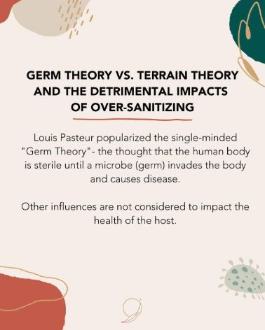 GERM THEORY VS. TERRAIN THEORY
AND THE DETRIMENTAL IMPACTS
OF OVER-SANITIZING
Louis Pasteur popularized the single-minded
"Germ Theory"- the thought that the human body
is sterile until a microbe (germ) invades the body
and causes disease.
Other influences are not considered to impact the
health of the host.